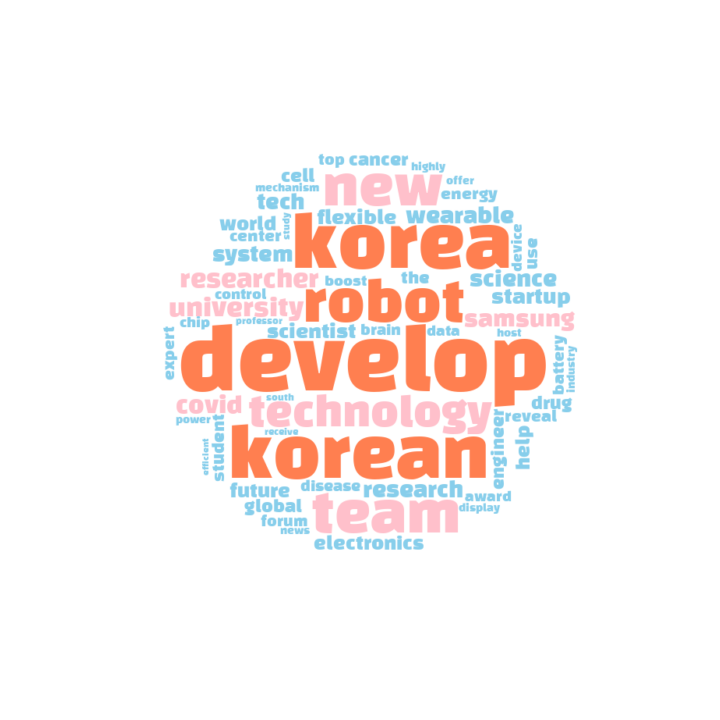 top cancer
highly
cell
new
offer
mechanism
energy
tech
flexible
wearable
world
study
korea
center
device
use
system
researcher
boost
the
science
control
robot
startup
university
samsung
chip
professor
scientist
brain
data
host
expert
develop
battery
industry
covid
south
technology
drug
power
reveal
student
receive
korean
engineer
help
efficient
future
disease
research
award
global
team
display
forum
news
electronics